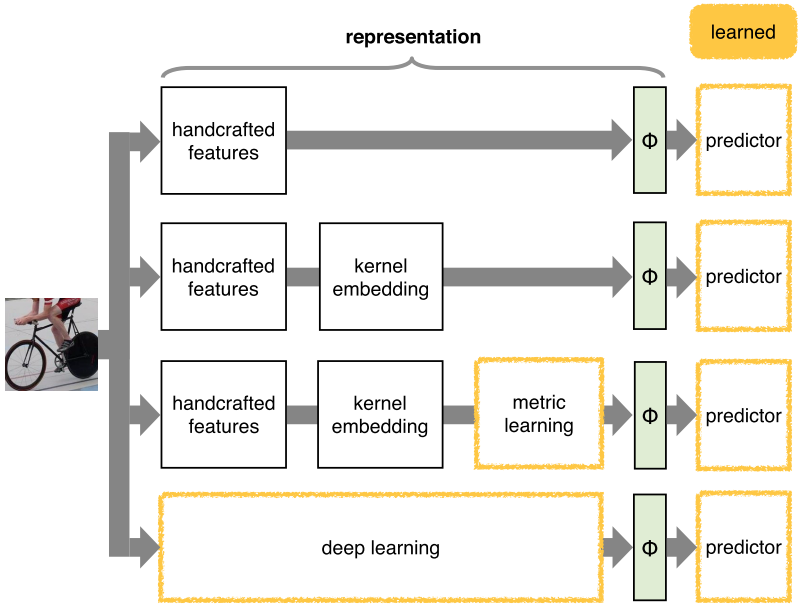 representation
learned
handcrafted
features
Φ
predictor
handcrafted
features
kernel
embedding
Φ
predictor
handcrafted
features
kernel
embedding
metric
learning
Φ
predictor
deep learning
Φ
predictor